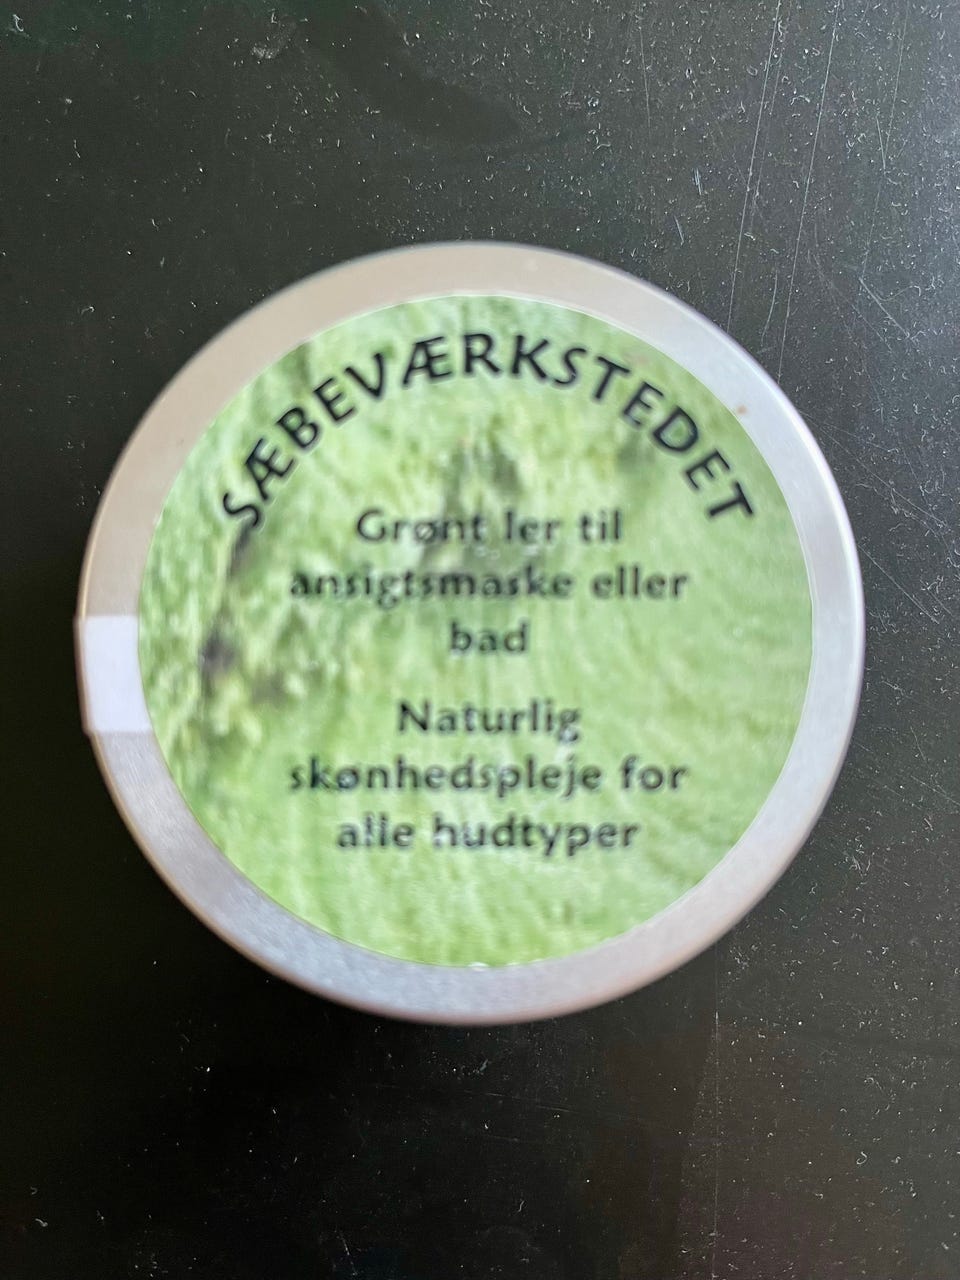 SÆBEVÆRKSTEDET
Grønt ler til
ansigtsmaske eller
bad
Naturlig
skønhedspleje for
alle hudtyper